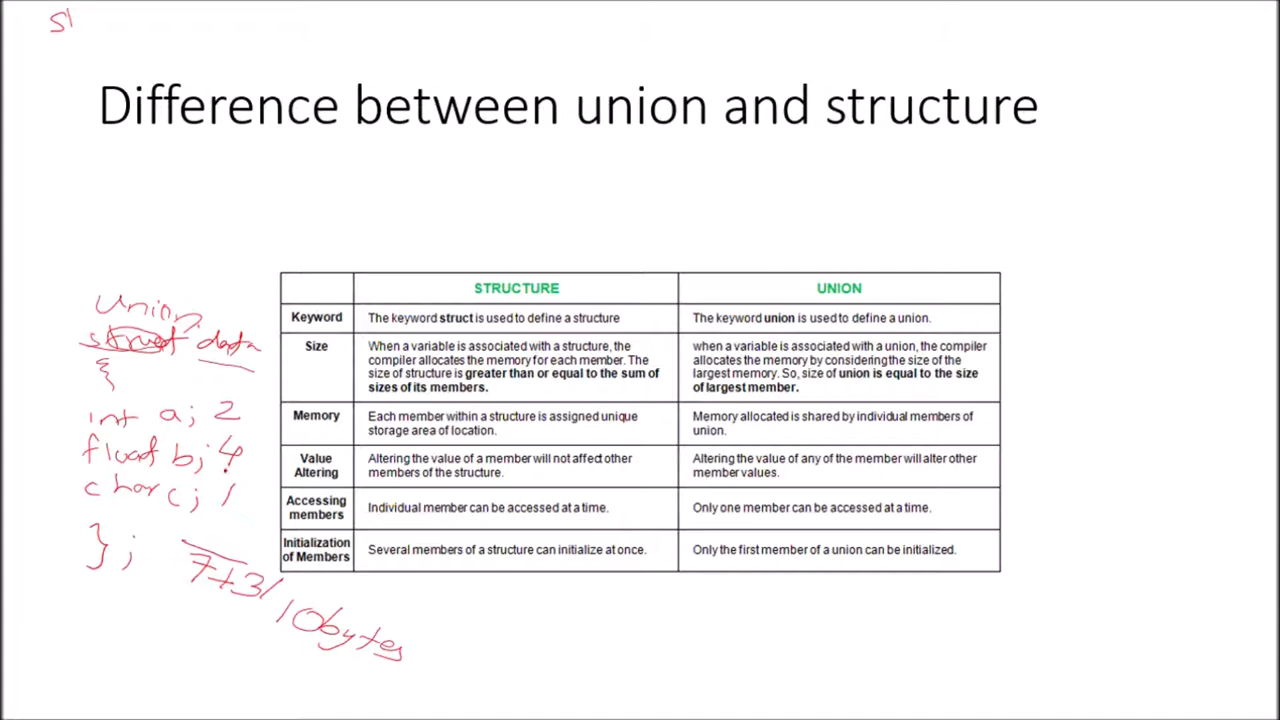 Difference between union and structure
STRUCTURE UNION
Keyword The keyword struct is used to define a structure The keyword union is used to define a union.
Size When a variable is associated with a structure, the when a variable is associated with a union, the compiler
compiler allocates the memory for each member. The allocates the memory by considering the size of the
size of structure is greater than or equal to the sum of largest memory. So, size of union is equal to the size
sizes of its members. of largest member.
Memory Each member within a structure is assigned unique Memory allocated is shared by individual members of
storage area of location. union.
Value Altering the value of a member will not affect other Altering the value of any of the member will alter other
Altering members of the structure. member values.
Accessing
members Individual member can be accessed at a time. Only one member can be accessed at a time.
Initialization
of Members Several members of a structure can initialize at once. Only the first member of a union can be initialized.
union
struct data
{
int a; 2
float b; 4
char c; 1
};
7+3/
10bytes